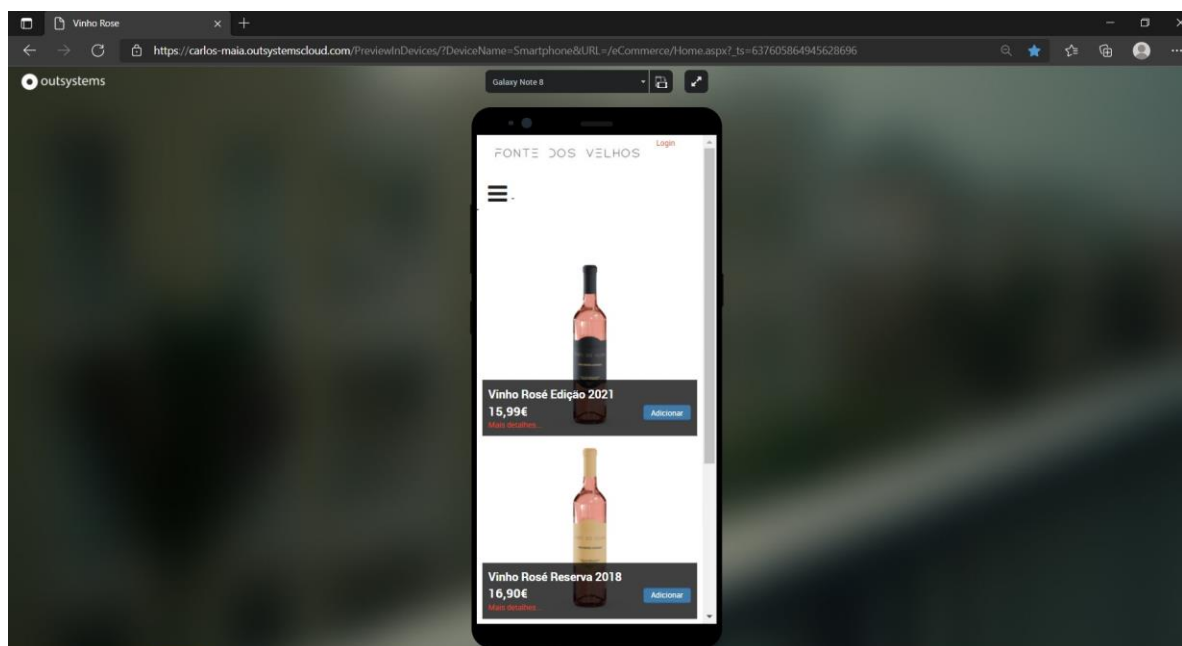 Vinho Rose
https://carlos-maia.outsystemscloud.com/PreviewInDevices/?DeviceName=Smartphone&URL=/eCommerce/Home.aspx?_ts=637605864945628696
outsystems
Galaxy Note 8
FONTE DOS VELHOS
Login
Vinho Rosé Edição 2021
15,99€
Adicionar
Mais detalhes...
Vinho Rosé Reserva 2018
16,90€
Adicionar
Mais detalhes...